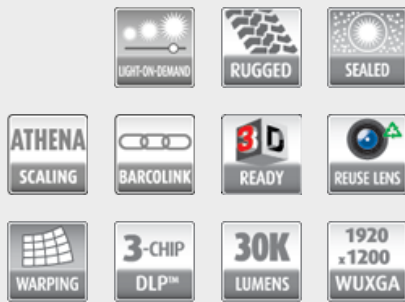 LIGHT-ON-DEMAND
RUGGED
SEALED
ATHENA
SCALING
BARCOLINK
3D
READY
REUSE LENS
WARPING
3-CHIP
DLP™
30K
LUMENS
1920
x1200
WUXGA